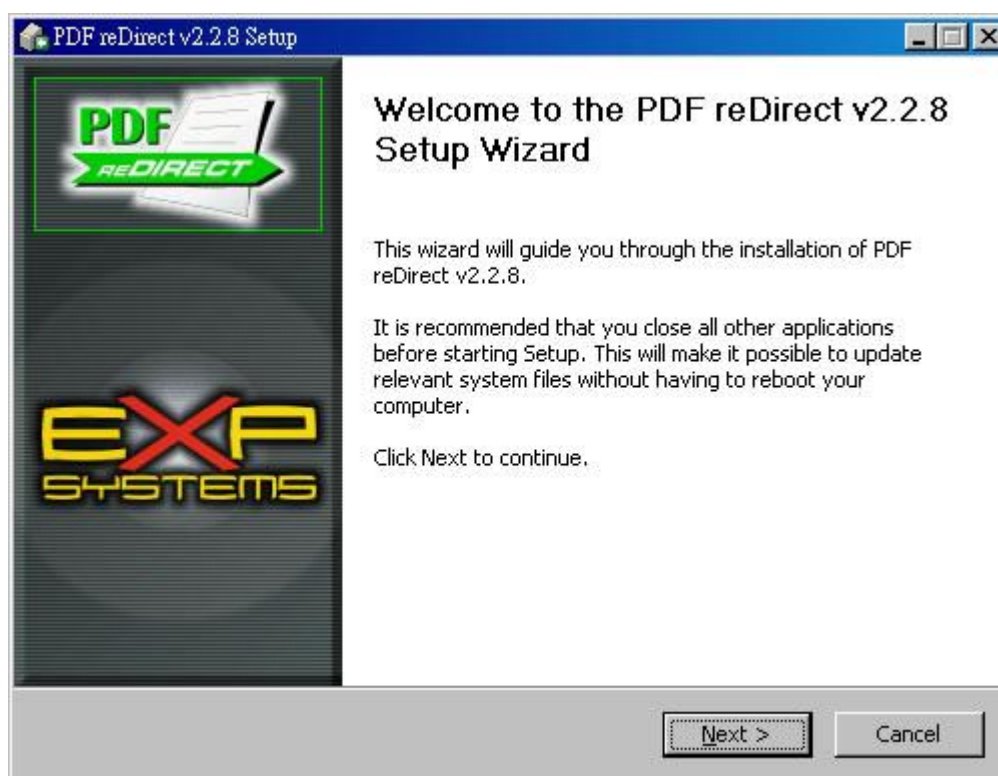 PDF reDirect v2.2.8 Setup
PDF
REDIRECT
Welcome to the PDF reDirect v2.2.8
Setup Wizard
This wizard will guide you through the installation of PDF
reDirect v2.2.8.
It is recommended that you close all other applications
before starting Setup. This will make it possible to update
relevant system files without having to reboot your
computer.
Click Next to continue.
EXP
SYSTEMS
Next >
Cancel